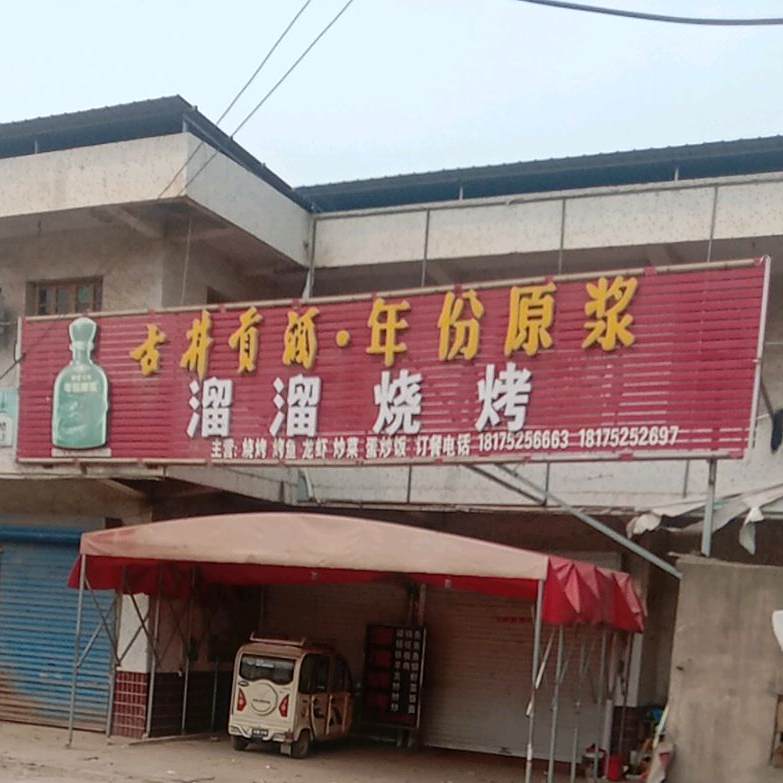 古井贡酒·年份原浆
溜溜烧烤
主营: 烧烤 烤鱼 龙虾 炒菜 蛋炒饭 订餐电话 18175256663 18175252697